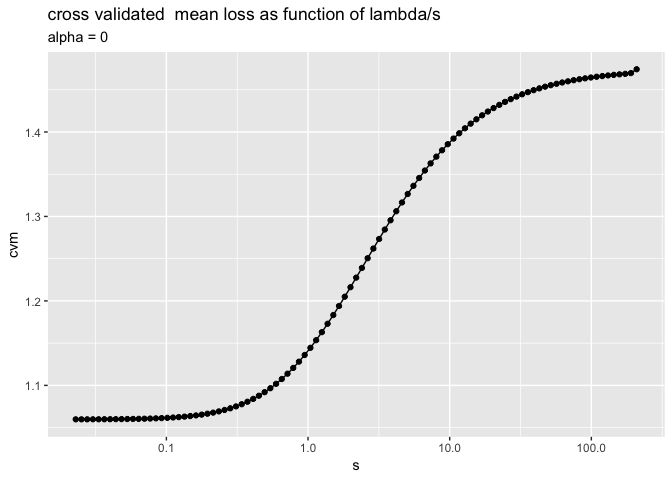 cross validated  mean loss as function of lambda/s
alpha = 0
1.4
1.3
1.2
1.1
cvm
0.1
1.0
10.0
100.0
s